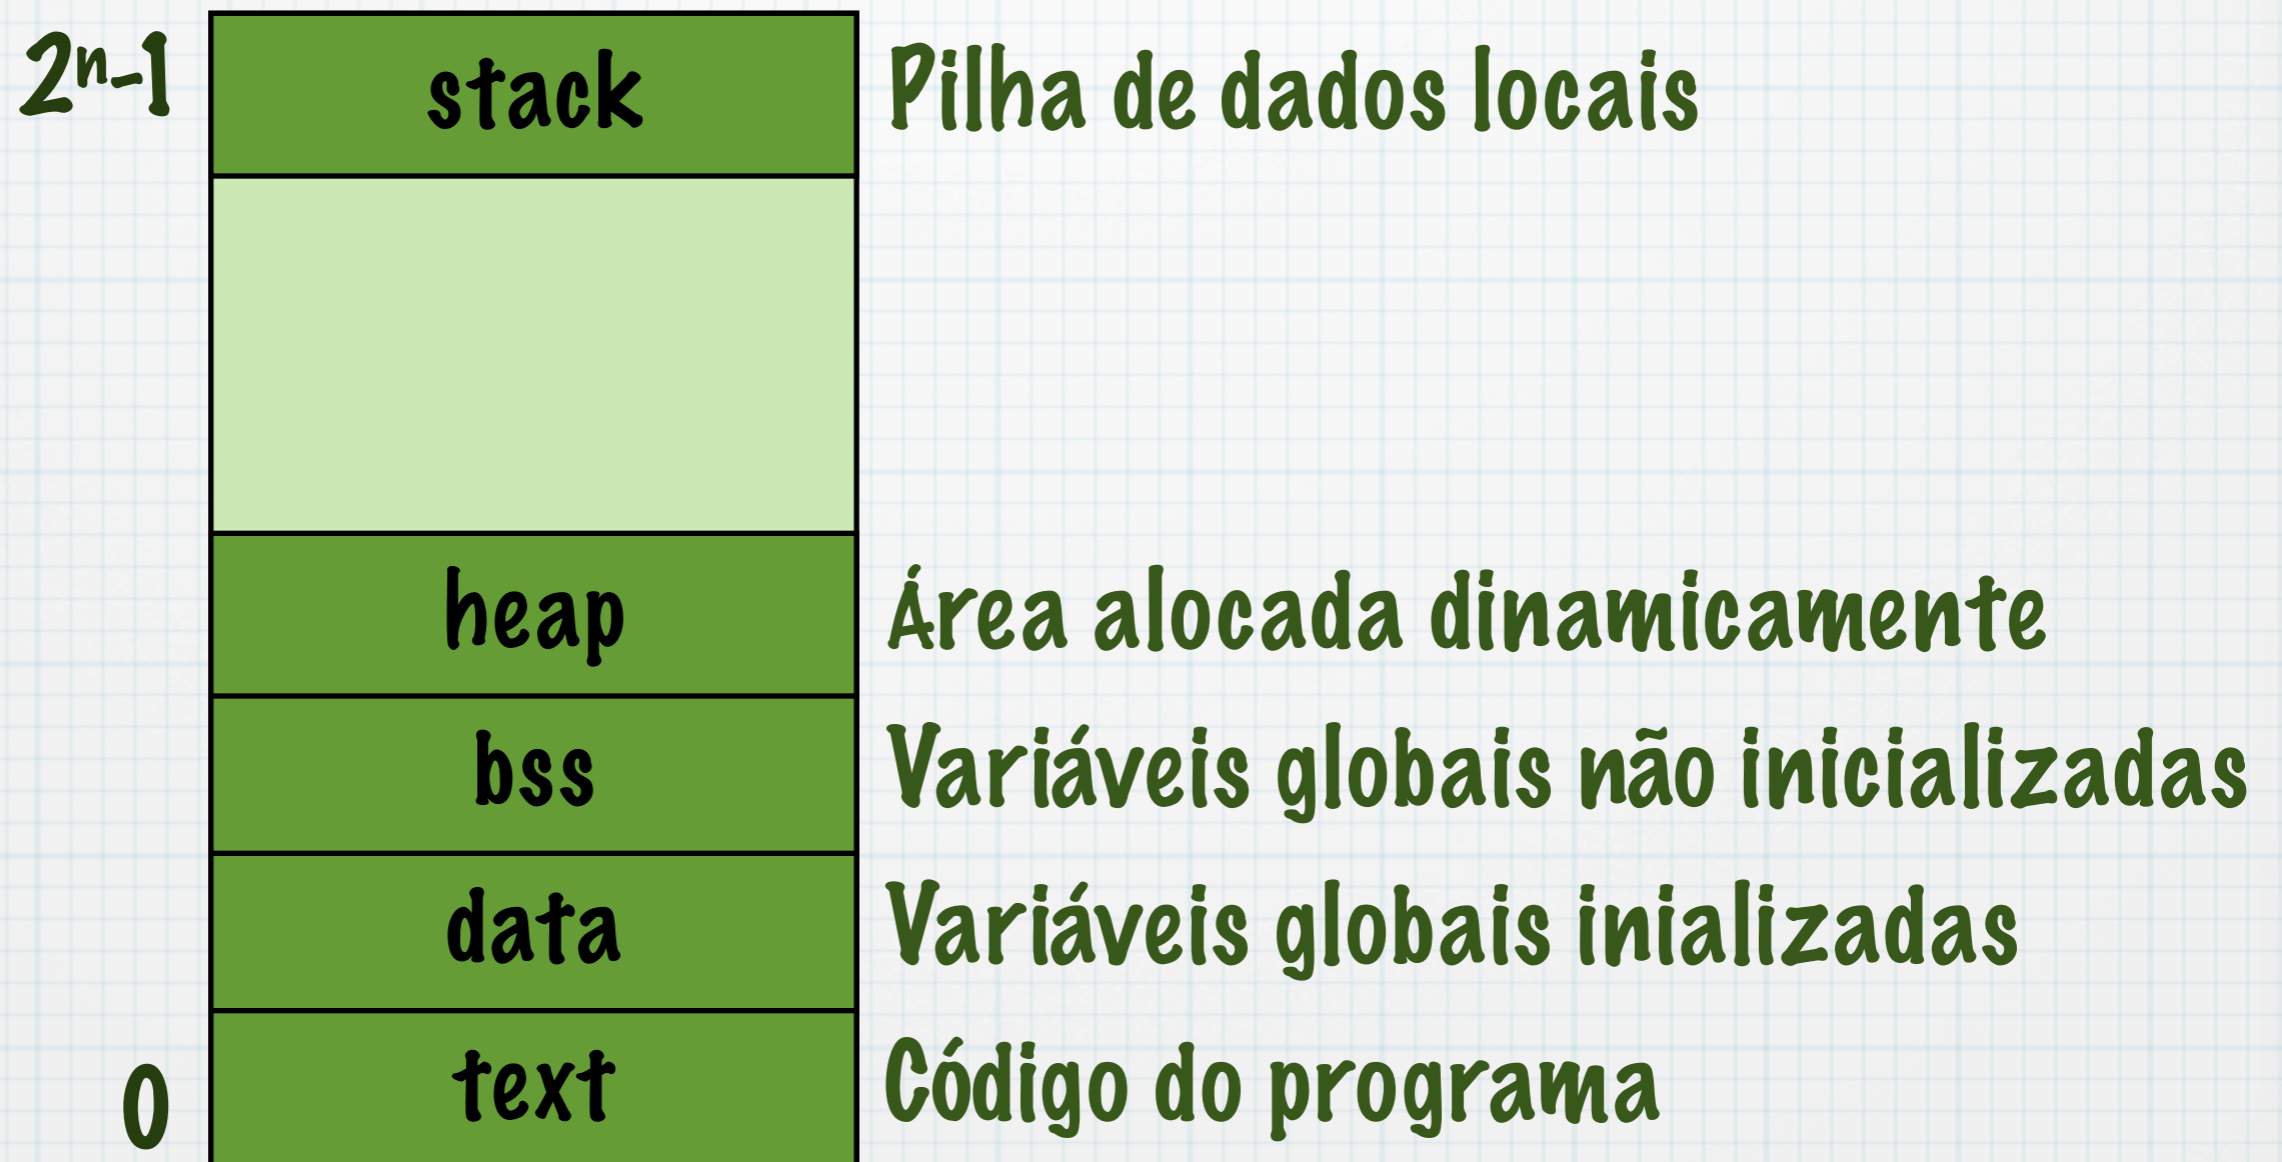 2ⁿ-1 stack Pilha de dados locais
heap Área alocada dinamicamente
bss Variáveis globais não inicializadas
data Variáveis globais inializadas
0 text Código do programa